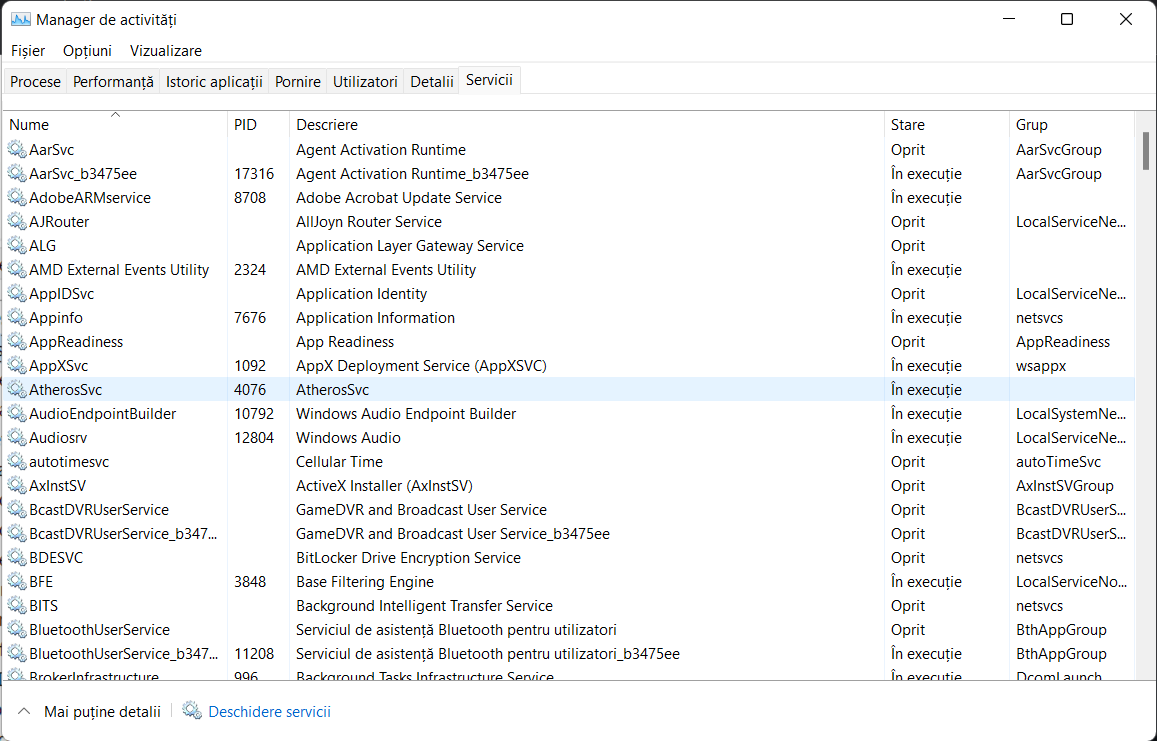 Manager de activități
Fișier Opțiuni Vizualizare
Procese Performanță Istoric aplicații Pornire Utilizatori Detalii Servicii
Nume PID Descriere Stare Grup
AarSvc Agent Activation Runtime Oprit AarSvcGroup
AarSvc_b3475ee 17316 Agent Activation Runtime_b3475ee În execuție AarSvcGroup
AdobeARMservice 8708 Adobe Acrobat Update Service În execuție
AJRouter AllJoyn Router Service Oprit LocalServiceNe...
ALG Application Layer Gateway Service Oprit
AMD External Events Utility 2324 AMD External Events Utility În execuție
AppIDSvc Application Identity Oprit LocalServiceNe...
Appinfo 7676 Application Information În execuție netsvcs
AppReadiness App Readiness Oprit AppReadiness
AppXSvc 1092 AppX Deployment Service (AppXSVC) În execuție wsappx
AtherosSvc 4076 AtherosSvc În execuție
AudioEndpointBuilder 10792 Windows Audio Endpoint Builder În execuție LocalSystemNe...
Audiosrv 12804 Windows Audio În execuție LocalServiceNe...
autotimesvc Cellular Time Oprit autoTimeSvc
AxInstSV ActiveX Installer (AxInstSV) Oprit AxInstSVGroup
BcastDVRUserService GameDVR and Broadcast User Service Oprit BcastDVRUserS...
BcastDVRUserService_b347... GameDVR and Broadcast User Service_b3475ee Oprit BcastDVRUserS...
BDESVC BitLocker Drive Encryption Service Oprit netsvcs
BFE 3848 Base Filtering Engine În execuție LocalServiceNo...
BITS Background Intelligent Transfer Service Oprit netsvcs
BluetoothUserService Serviciul de asistență Bluetooth pentru utilizatori Oprit BthAppGroup
BluetoothUserService_b347... 11208 Serviciul de asistență Bluetooth pentru utilizatori_b3475ee În execuție BthAppGroup
BrokerInfrastructure 996 Background Tasks Infrastructure Service În execuție DcomLaunch
Mai puține detalii Deschidere servicii